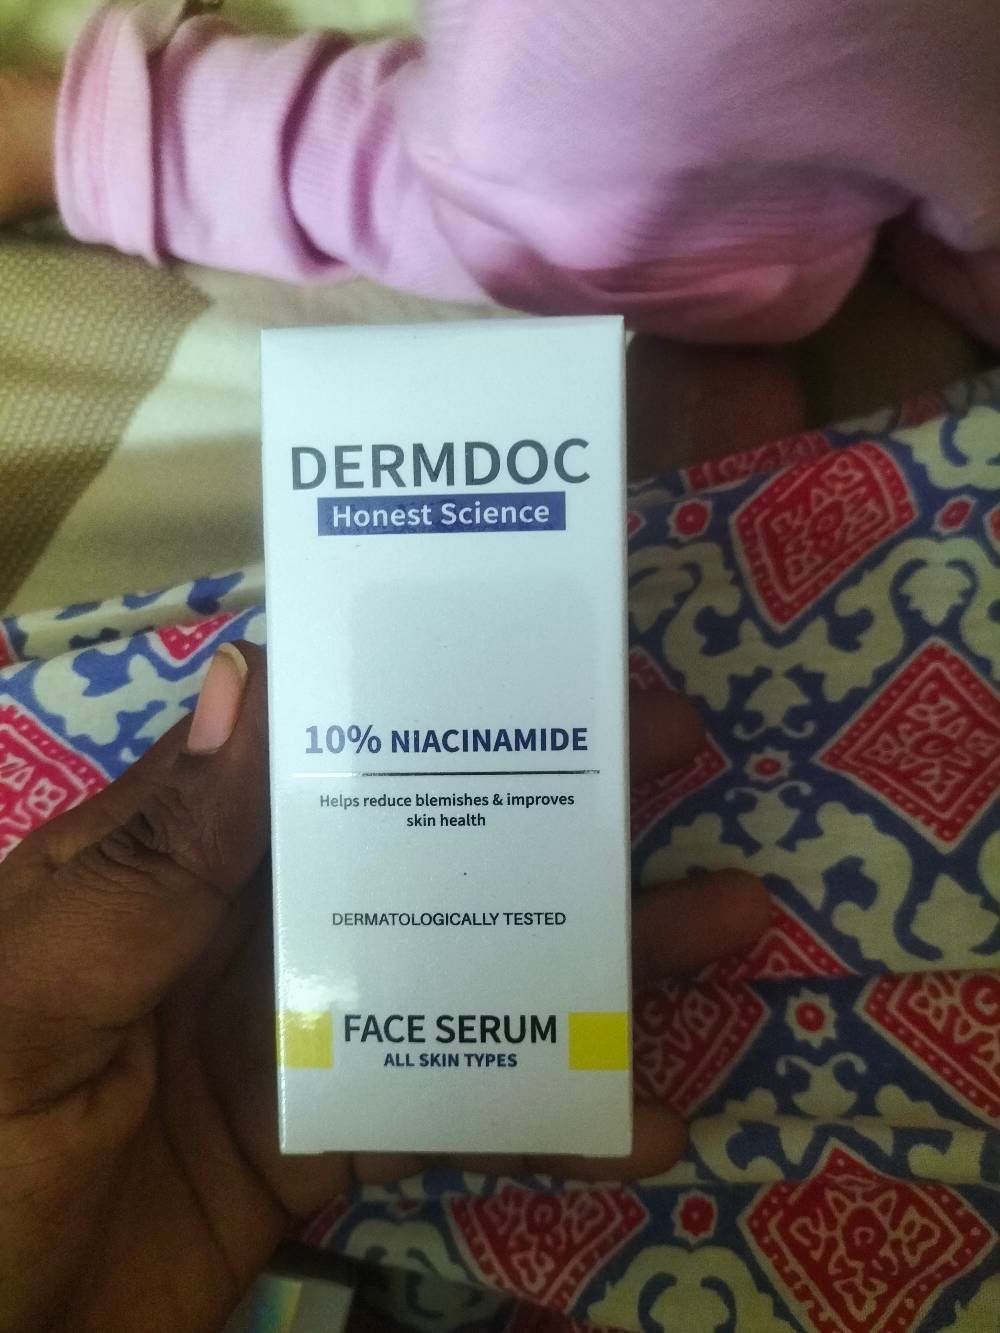 DERMDOC
Honest Science
10% NIACINAMIDE
Helps reduce blemishes & improves
skin health
DERMATOLOGICALLY TESTED
FACE SERUM
ALL SKIN TYPES